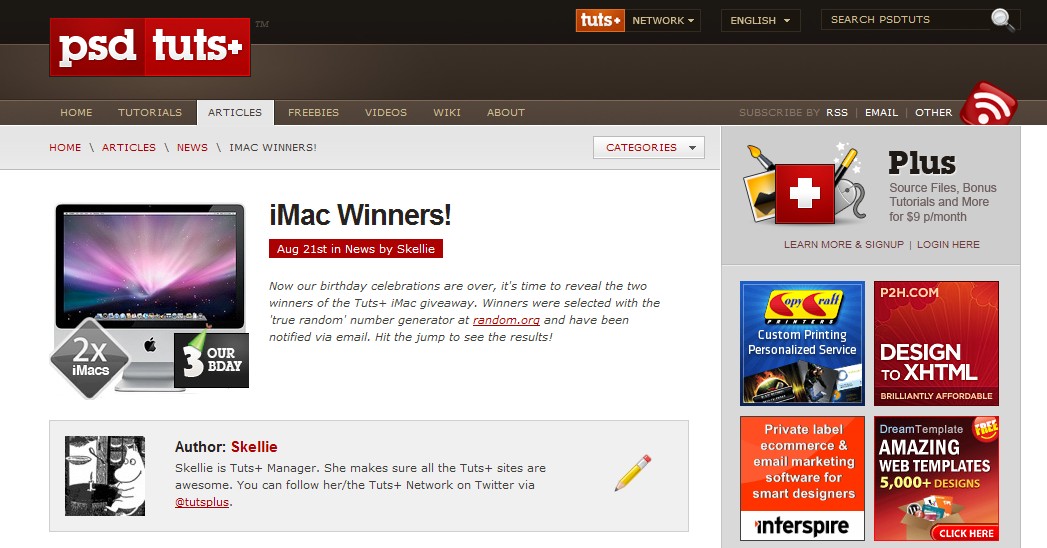 psd tuts+ TM
tuts+ NETWORK
ENGLISH
SEARCH PSDTUTS
HOME TUTORIALS ARTICLES FREEBIES VIDEOS WIKI ABOUT
SUBSCRIBE BY RSS | EMAIL | OTHER
HOME \ ARTICLES \ NEWS \ IMAC WINNERS!
CATEGORIES
iMac Winners!
Aug 21st in News by Skellie
Now our birthday celebrations are over, it's time to reveal the two
winners of the Tuts+ iMac giveaway. Winners were selected with the
'true random' number generator at random.org and have been
notified via email. Hit the jump to see the results!
2x
iMacs
3 OUR
BDAY
Author: Skellie
Skellie is Tuts+ Manager. She makes sure all the Tuts+ sites are
awesome. You can follow her/the Tuts+ Network on Twitter via
@tutsplus.
Plus
Source Files, Bonus
Tutorials and More
for $9 p/month
LEARN MORE & SIGNUP | LOGIN HERE
Copy Craft
PRINTERS
Custom Printing
Personalized Service
P2H.COM
DESIGN
TO XHTML
BRILLIANTLY AFFORDABLE
Private label
ecommerce &
email marketing
software for
smart designers
interspire
DreamTemplate FREE
AMAZING
WEB TEMPLATES
5,000+ DESIGNS
CLICK HERE